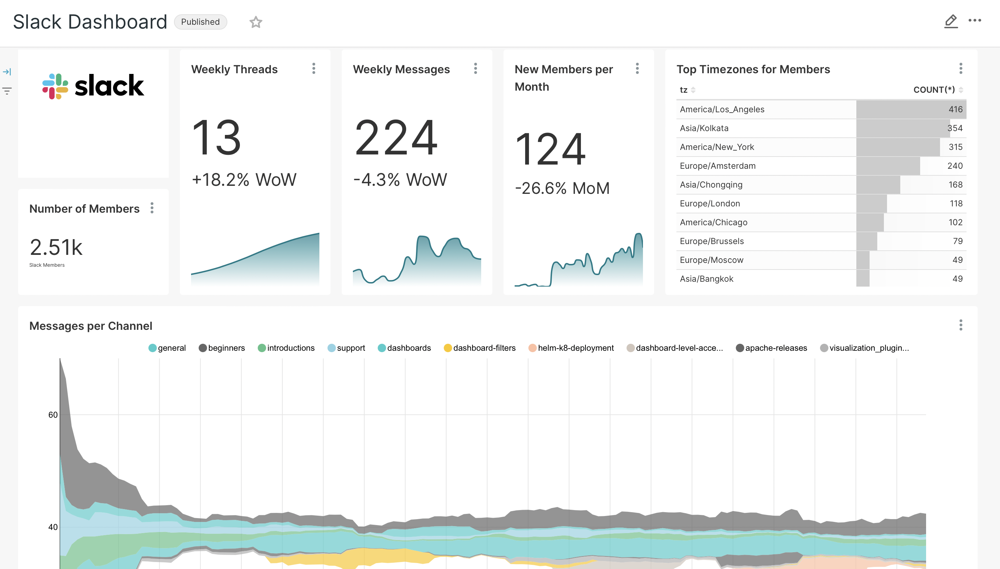 Slack Dashboard
Published
slack
Number of Members
2.51k
Slack Members
Weekly Threads
13
+18.2% WoW
Weekly Messages
224
-4.3% WoW
New Members per
Month
124
-26.6% MoM
Top Timezones for Members
tz COUNT(*)
America/Los_Angeles 416
Asia/Kolkata 354
America/New_York 315
Europe/Amsterdam 240
Asia/Chongqing 168
Europe/London 118
America/Chicago 102
Europe/Brussels 79
Europe/Moscow 49
Asia/Bangkok 49
Messages per Channel
general beginners introductions support dashboards dashboard-filters helm-k8-deployment dashboard-level-acce... apache-releases visualization_plugin...
60
40